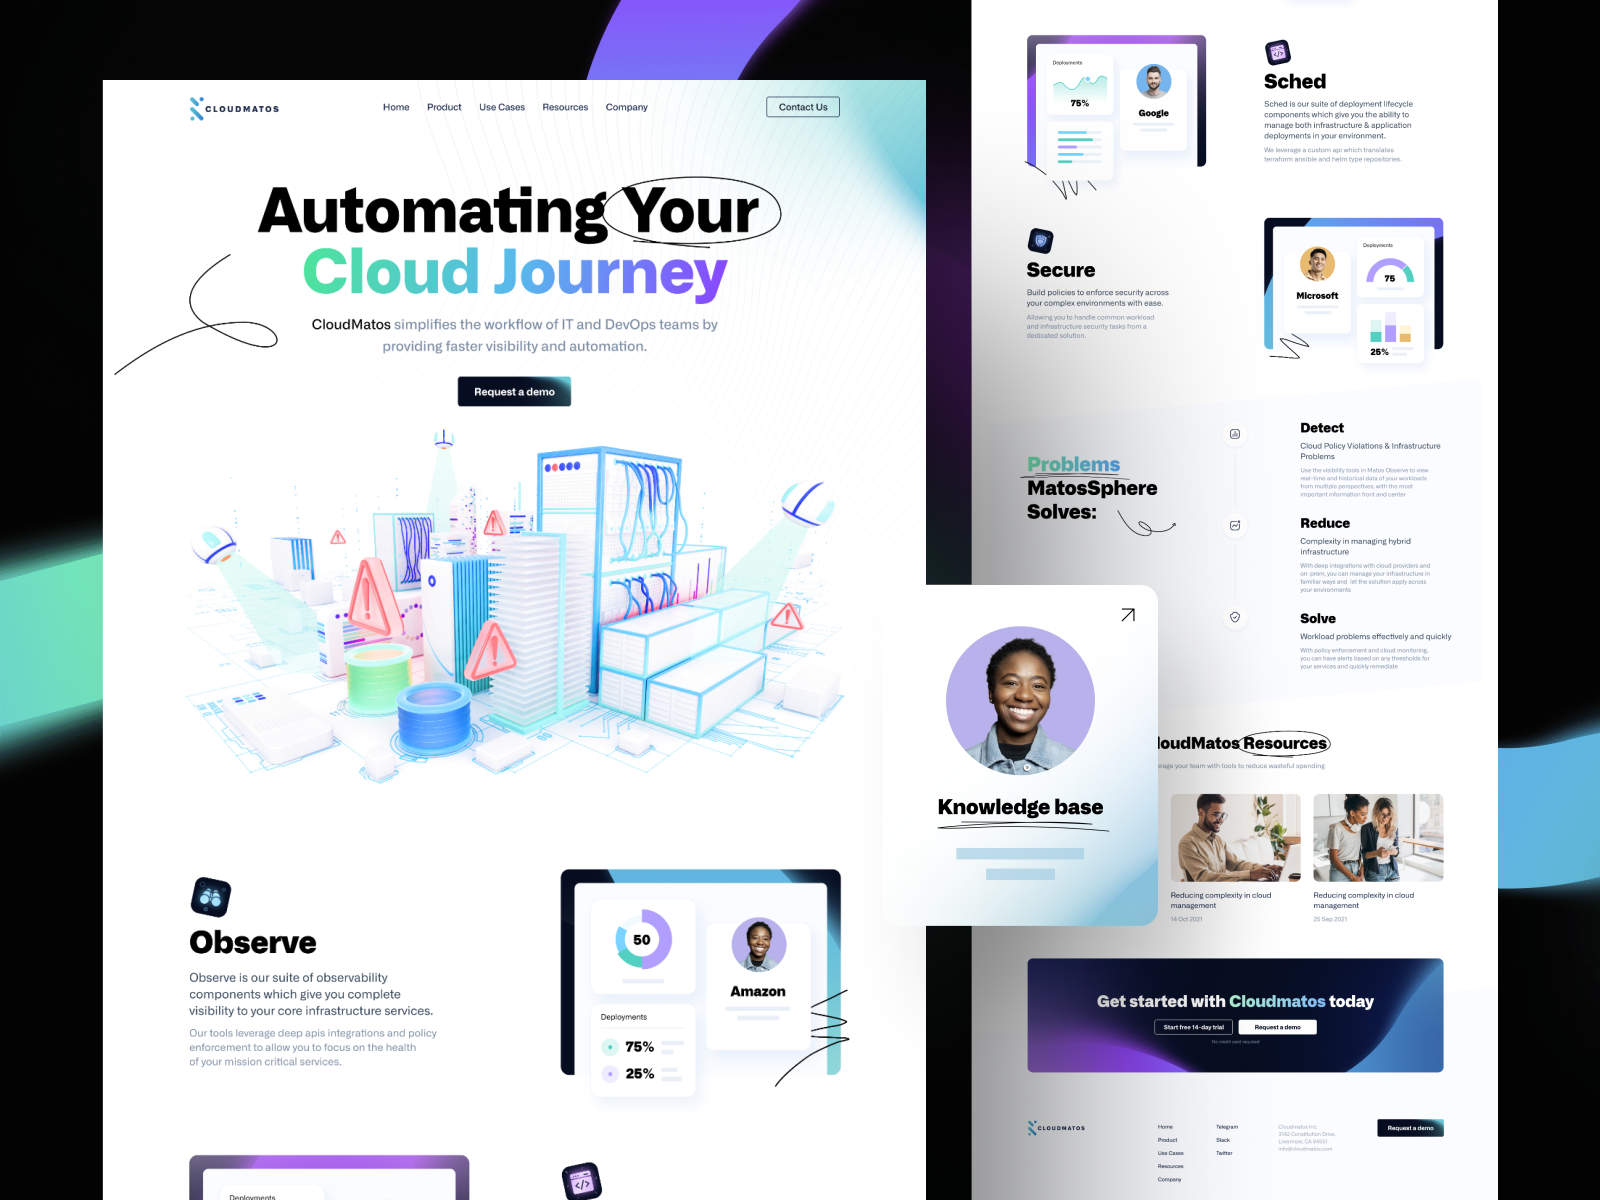 CLOUDMATOS
Home
Product
Use Cases
Resources
Company
Contact Us
Automating Your
Cloud Journey
CloudMatos simplifies the workflow of IT and DevOps teams by
providing faster visibility and automation.
Request a demo
Observe
Observe is our suite of observability
components which give you complete
visibility to your core infrastructure services.
Our tools leverage deep apis integrations and policy
enforcement to allow you to focus on the health
of your mission critical services.
50
Deployments
75%
25%
Amazon
Deployments
Deployments
75%
Google
Sched
Sched is our suite of deployment lifecycle
components which give you the ability to
manage both infrastructure & application
deployments in your environment.
We leverage a custom api which translates
terraform ansible and helm type repositories.
Secure
Build policies to enforce security across
your complex environments with ease.
Allowing you to handle common workload
and infrastructure security tasks from a
dedicated solution.
Microsoft
Deployments
75
25%
Problems
MatosSphere
Solves:
Detect
Cloud Policy Violations & Infrastructure
Problems
Use the visibility tools in Matos Observe to view
real-time and historical data of your workloads
from multiple perspectives, with the most
important information front and center
Reduce
Complexity in managing hybrid
infrastructure
With deep integrations with cloud providers and
on-prem, you can manage your infrastructure in
familiar ways and let the solution apply across
your environments
Solve
Workload problems effectively and quickly
With policy enforcement and cloud monitoring,
you can have alerts based on any thresholds for
your services and quickly remediate
Knowledge base
loudMatos Resources
erage your team with tools to reduce wasteful spending
Reducing complexity in cloud
management
14 Oct 2021
Reducing complexity in cloud
management
25 Sep 2021
Get started with Cloudmatos today
Start free 14-day trial
Request a demo
No credit card required
CLOUDMATOS
Home
Product
Use Cases
Resources
Company
Telegram
Slack
Twitter
Cloudmatos Inc.
3142 Constitution Drive,
Livermore, CA 94551
info@cloudmatos.com
Request a demo